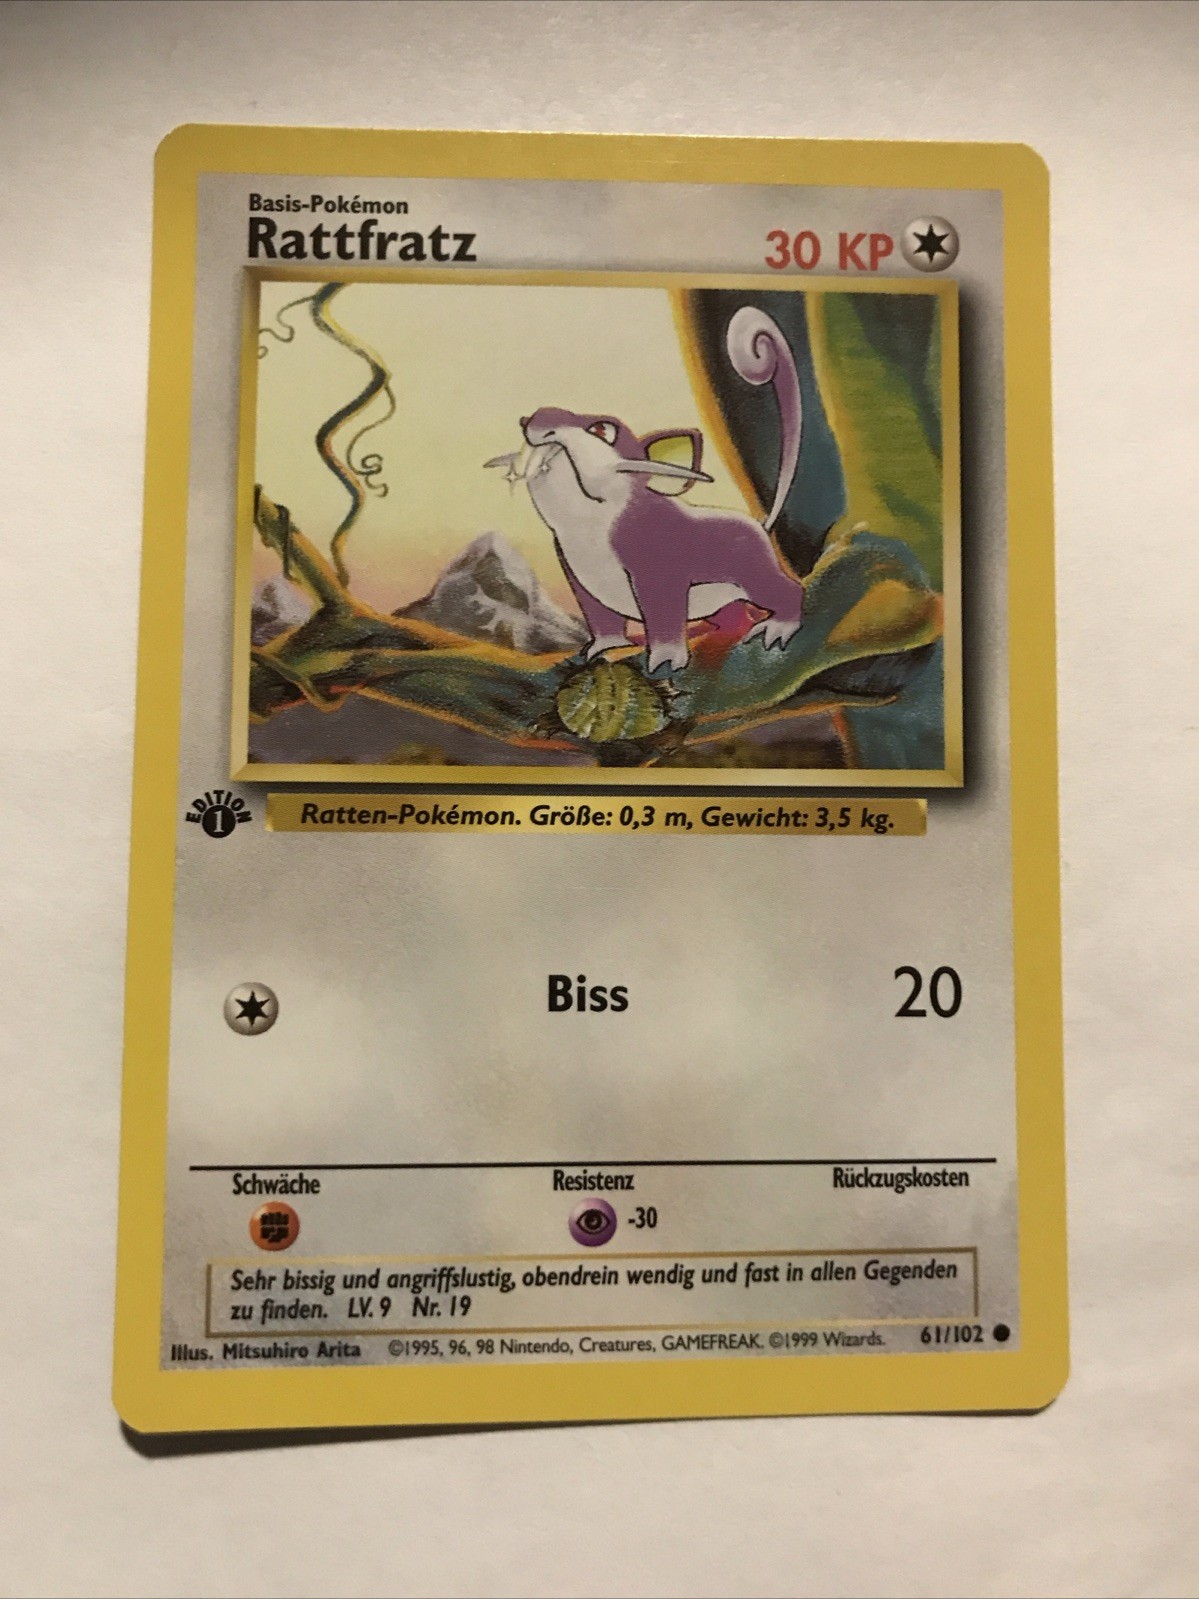 Basis-Pokémon
Rattfratz
30 KP
EDITION
1
Ratten-Pokémon. Größe: 0,3 m, Gewicht: 3,5 kg.
Biss 20
Schwäche Resistenz Rückzugskosten
-30
Sehr bissig und angriffslustig, obendrein wendig und fast in allen Gegenden
zu finden. LV. 9 Nr. 19
Illus. Mitsuhiro Arita ©1995, 96, 98 Nintendo, Creatures, GAMEFREAK. ©1999 Wizards. 61/102